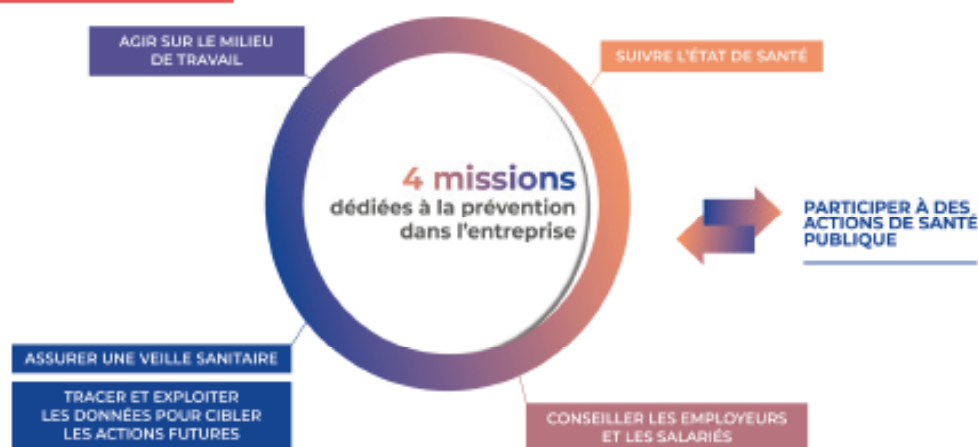 AGIR SUR LE MILIEU
DE TRAVAIL
SUIVRE L'ÉTAT DE SANTÉ
4 missions
dédiées à la prévention
dans l'entreprise
PARTICIPER À DES
ACTIONS DE SANTÉ
PUBLIQUE
ASSURER UNE VEILLE SANITAIRE
TRACER ET EXPLOITER
LES DONNÉES POUR CIBLER
LES ACTIONS FUTURES
CONSEILLER LES EMPLOYEURS
ET LES SALARIÉS